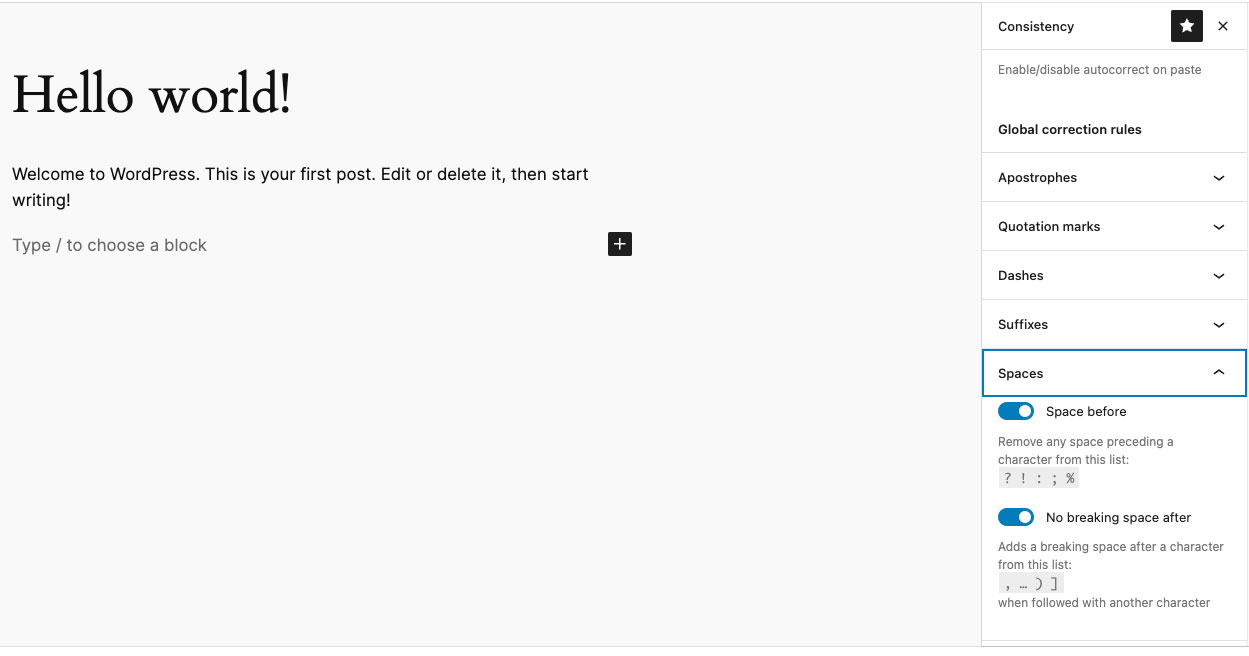 Hello world!
Welcome to WordPress. This is your first post. Edit or delete it, then start
writing!
Type / to choose a block
Consistency
Enable/disable autocorrect on paste
Global correction rules
Apostrophes
Quotation marks
Dashes
Suffixes
Spaces
Space before
Remove any space preceding a
character from this list:
? ! : ; %
No breaking space after
Adds a breaking space after a character
from this list:
, … ) ]
when followed with another character